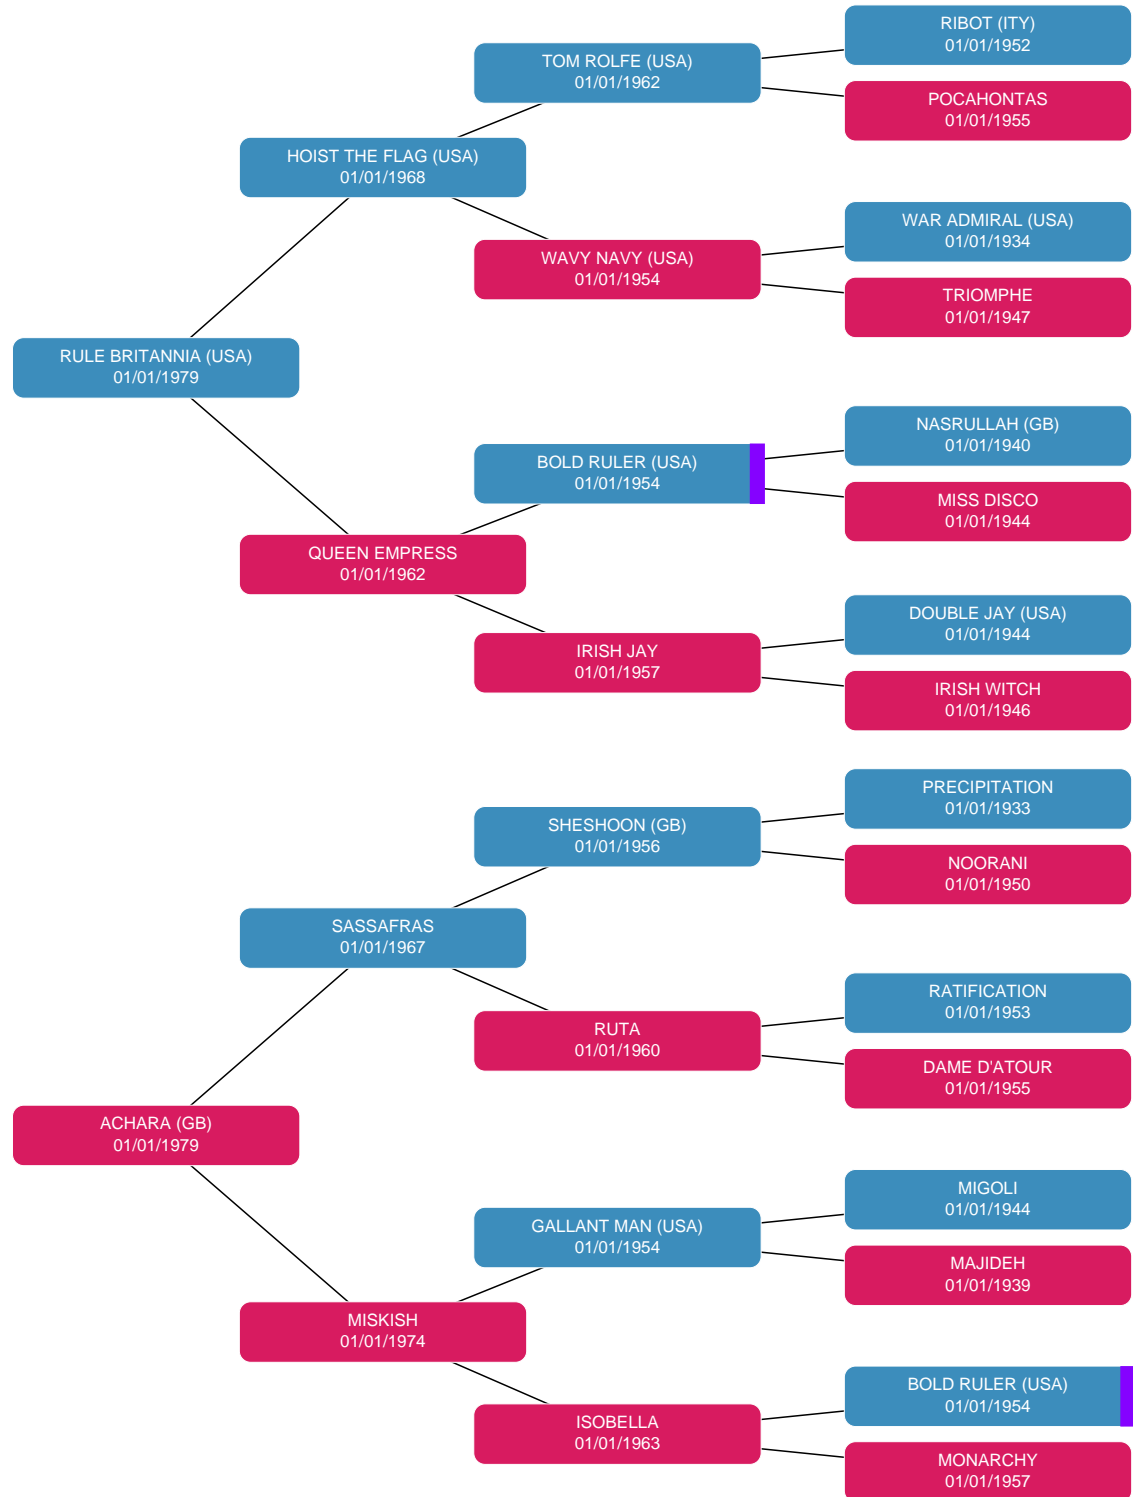 RIBOT (ITY)
01/01/1952
TOM ROLFE (USA)
01/01/1962
POCAHONTAS
01/01/1955
HOIST THE FLAG (USA)
01/01/1968
WAR ADMIRAL (USA)
01/01/1934
WAVY NAVY (USA)
01/01/1954
TRIOMPHE
01/01/1947
RULE BRITANNIA (USA)
01/01/1979
NASRULLAH (GB)
01/01/1940
BOLD RULER (USA)
01/01/1954
MISS DISCO
01/01/1944
QUEEN EMPRESS
01/01/1962
DOUBLE JAY (USA)
01/01/1944
IRISH JAY
01/01/1957
IRISH WITCH
01/01/1946
PRECIPITATION
01/01/1933
SHESHOON (GB)
01/01/1956
NOORANI
01/01/1950
SASSAFRAS
01/01/1967
RATIFICATION
01/01/1953
RUTA
01/01/1960
DAME D'ATOUR
01/01/1955
ACHARA (GB)
01/01/1979
MIGOLI
01/01/1944
GALLANT MAN (USA)
01/01/1954
MAJIDEH
01/01/1939
MISKISH
01/01/1974
BOLD RULER (USA)
01/01/1954
ISOBELLA
01/01/1963
MONARCHY
01/01/1957